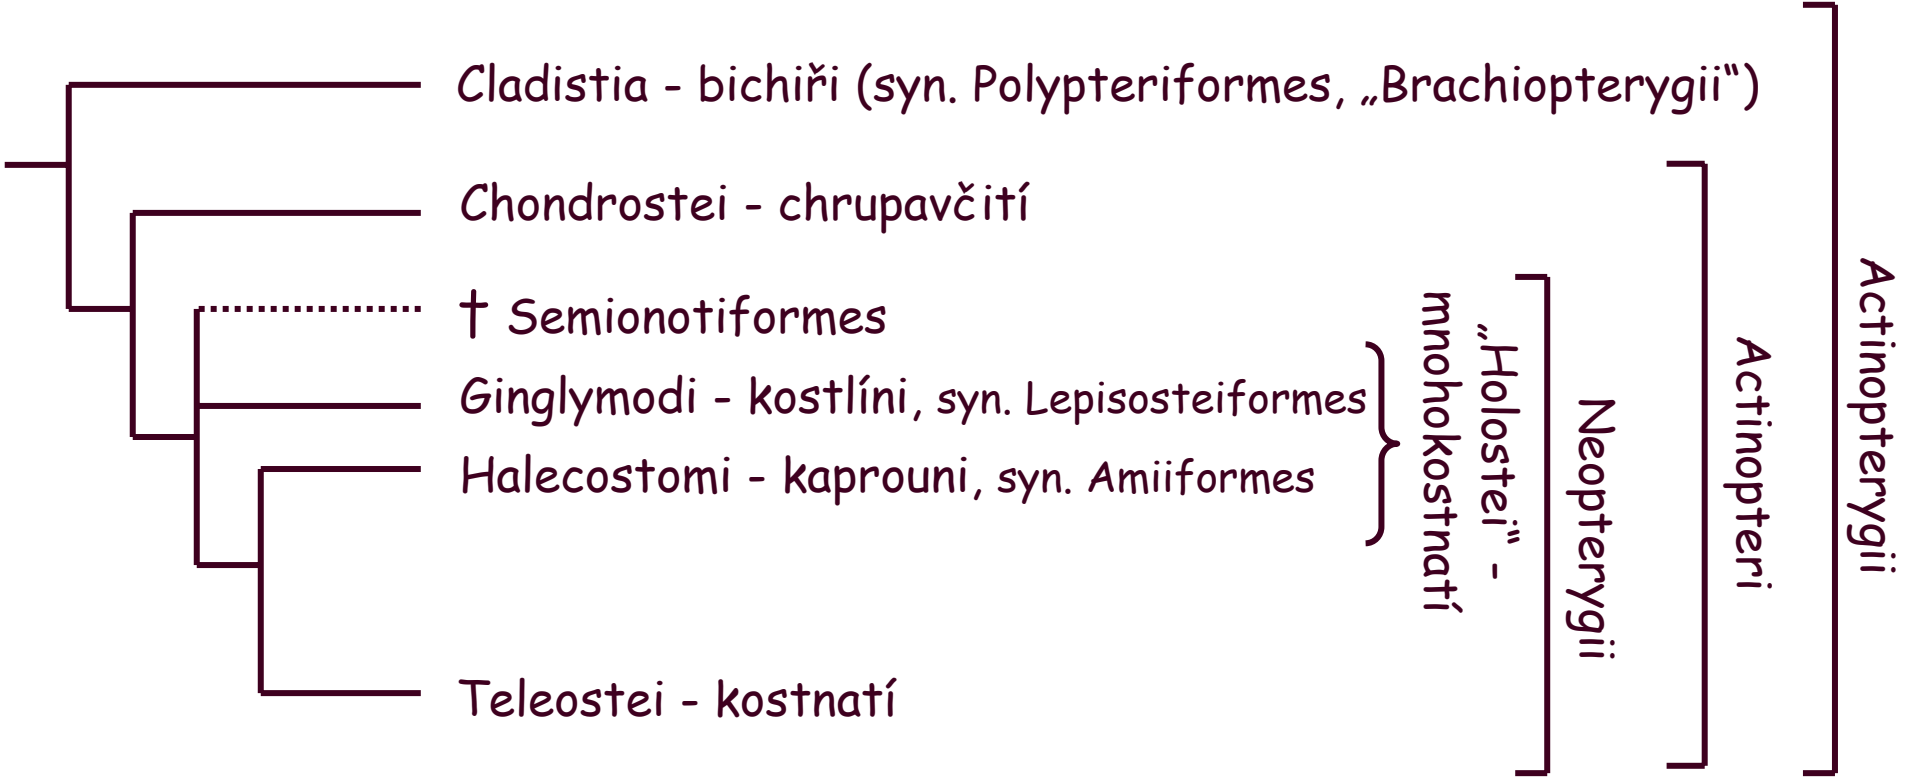 Cladistia - bichiři (syn. Polypteriformes, „Brachiopterygii“)
Chondrostei - chrupavčití
† Semionotiformes
Ginglymodi - kostlíni, syn. Lepisosteiformes
Halecostomi - kaprouni, syn. Amiiformes
Teleostei - kostnatí
„Holostei“ -
mnohokostnatí
Neopterygii
Actinopteri
Actinopterygii